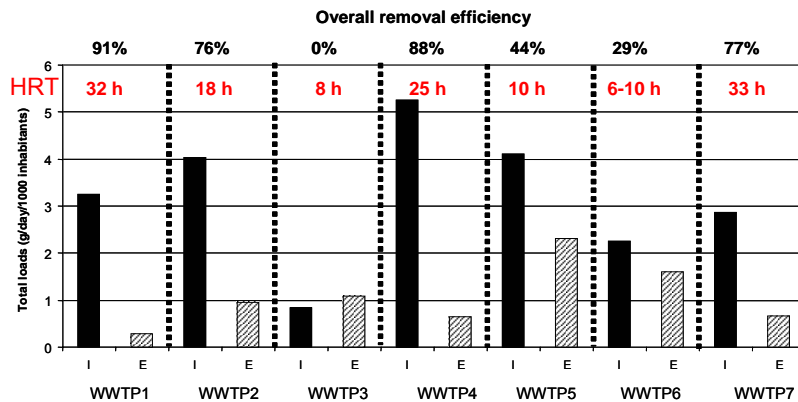 Overall removal efficiency
91% 76% 0% 88% 44% 29% 77%
HRT 32 h 18 h 8 h 25 h 10 h 6-10 h 33 h
Total loads (g/day/1000 inhabitants)
6
5
4
3
2
1
0
I E I E I E I E I E I E I E
WWTP1 WWTP2 WWTP3 WWTP4 WWTP5 WWTP6 WWTP7